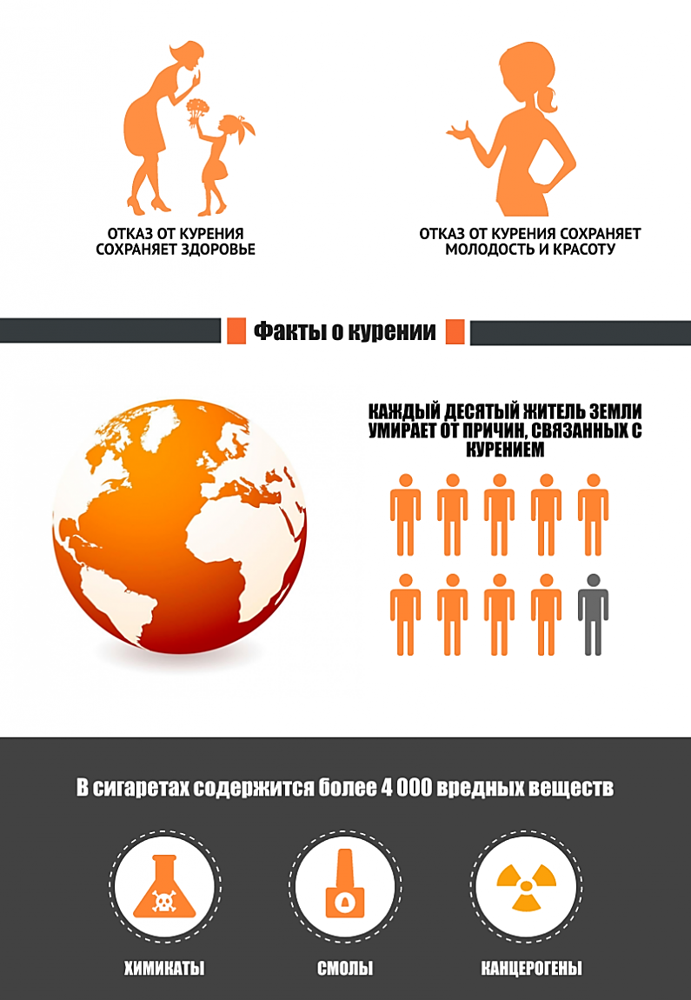 ОТКАЗ ОТ КУРЕНИЯ
СОХРАНЯЕТ ЗДОРОВЬЕ
ОТКАЗ ОТ КУРЕНИЯ СОХРАНЯЕТ
МОЛОДОСТЬ И КРАСОТУ
Факты о курении
КАЖДЫЙ ДЕСЯТЫЙ ЖИТЕЛЬ ЗЕМЛИ
УМИРАЕТ ОТ ПРИЧИН, СВЯЗАННЫХ С
КУРЕНИЕМ
В сигаретах содержится более 4 000 вредных веществ
ХИМИКАТЫ
СМОЛЫ
КАНЦЕРОГЕНЫ